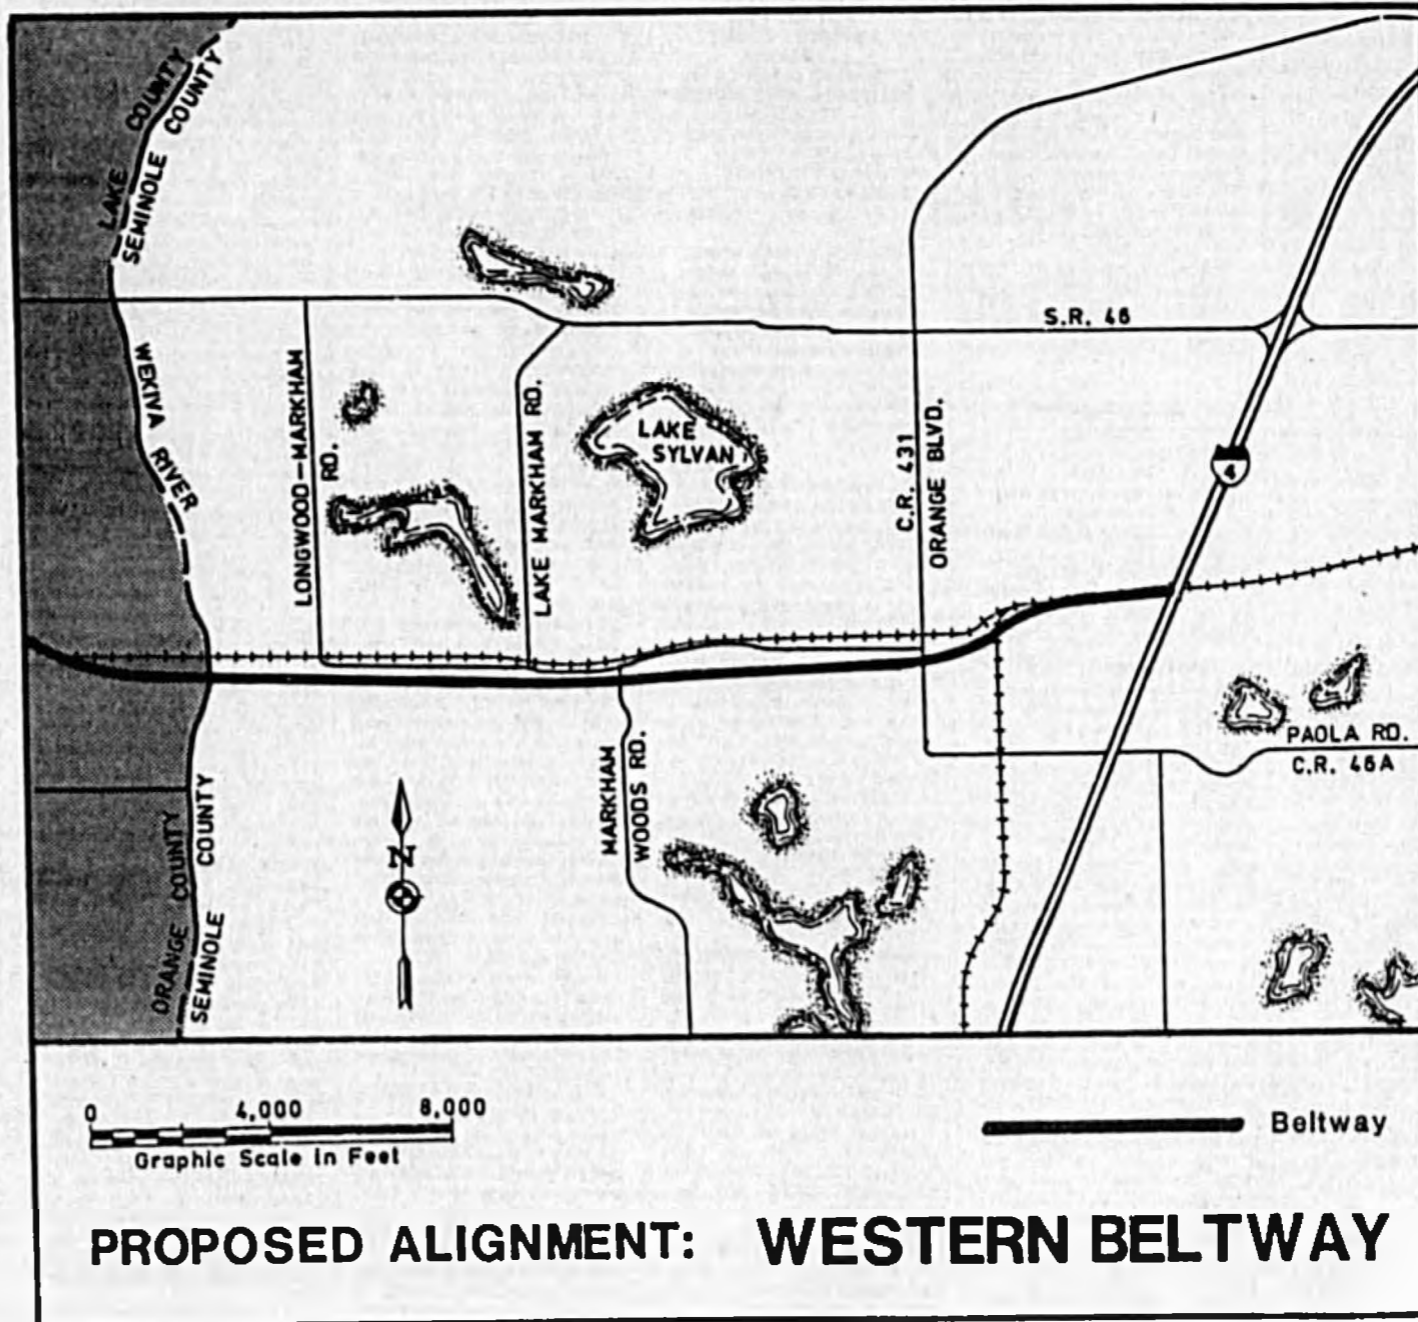 LAKE COUNTY
SEMINOLE COUNTY
S.R. 46
WEKIVA RIVER
LONGWOOD-MARKHAM
RD.
LAKE MARKHAM RD.
LAKE
SYLVAN
C.R. 431
ORANGE BLVD.
4
PAOLA RD.
C.R. 46A
MARKHAM
WOODS RD.
N
ORANGE COUNTY
SEMINOLE COUNTY
0 4,000 8,000
Graphic Scale in Feet
Beltway
PROPOSED ALIGNMENT: WESTERN BELTWAY